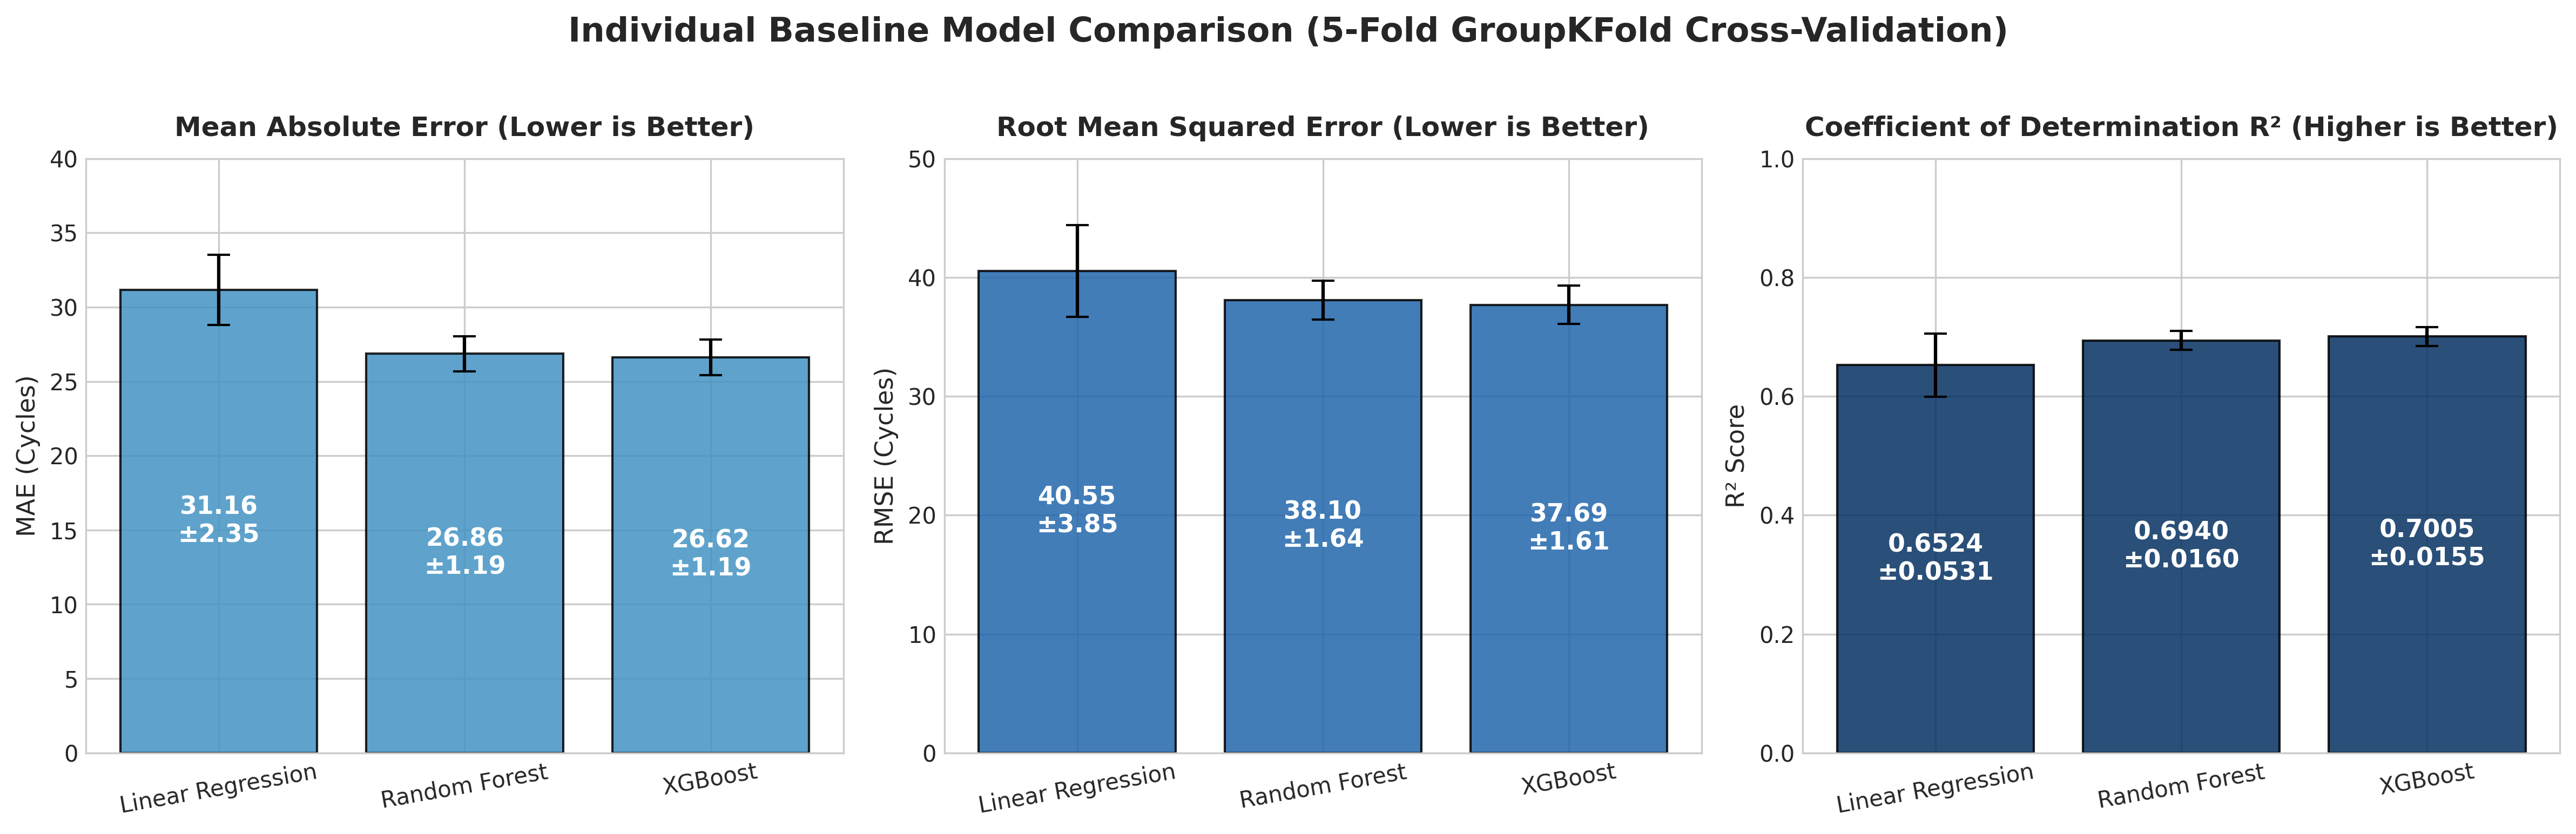 Individual Baseline Model Comparison (5-Fold GroupKFold Cross-Validation)
Mean Absolute Error (Lower is Better)
MAE (Cycles)
40
35
30
25
20
15
10
5
0
31.16
±2.35
26.86
±1.19
26.62
±1.19
Linear Regression
Random Forest
XGBoost
Root Mean Squared Error (Lower is Better)
RMSE (Cycles)
50
40
30
20
10
0
40.55
±3.85
38.10
±1.64
37.69
±1.61
Linear Regression
Random Forest
XGBoost
Coefficient of Determination R² (Higher is Better)
R² Score
1.0
0.8
0.6
0.4
0.2
0.0
0.6524
±0.0531
0.6940
±0.0160
0.7005
±0.0155
Linear Regression
Random Forest
XGBoost